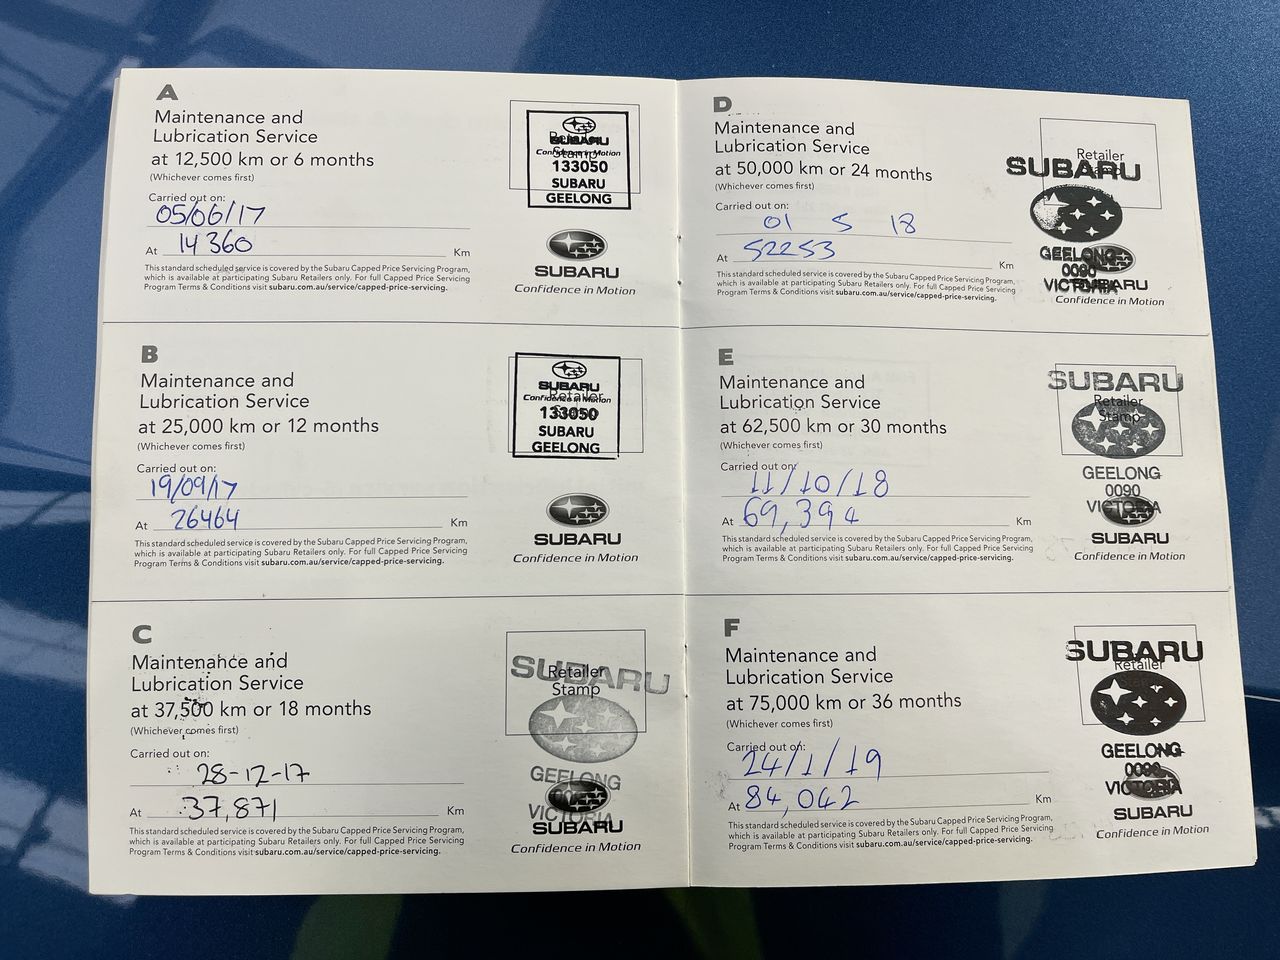 A
Maintenance and
Lubrication Service
at 12,500 km or 6 months
(Whichever comes first)
Carried out on:
05/06/17
At 14 360 Km
This standard scheduled service is covered by the Subaru Capped Price Servicing Program,
which is available at participating Subaru Retailers only. For full Capped Price Servicing
Program Terms & Conditions visit subaru.com.au/service/capped-price-servicing.
Retailer
Stamp
SUBARU
Confidence in Motion
133050
SUBARU
GEELONG
SUBARU
Confidence in Motion
B
Maintenance and
Lubrication Service
at 25,000 km or 12 months
(Whichever comes first)
Carried out on:
19/09/17
At 26464 Km
This standard scheduled service is covered by the Subaru Capped Price Servicing Program,
which is available at participating Subaru Retailers only. For full Capped Price Servicing
Program Terms & Conditions visit subaru.com.au/service/capped-price-servicing.
SUBARU
Confidence in Motion
Retailer
133050
SUBARU
GEELONG
SUBARU
Confidence in Motion
C
Maintenance and
Lubrication Service
at 37,500 km or 18 months
(Whichever comes first)
Carried out on:
28-12-17
At 37,871 Km
This standard scheduled service is covered by the Subaru Capped Price Servicing Program,
which is available at participating Subaru Retailers only. For full Capped Price Servicing
Program Terms & Conditions visit subaru.com.au/service/capped-price-servicing.
SUBARU
Retailer
Stamp
GEELONG
VICTORIA
SUBARU
Confidence in Motion
D
Maintenance and
Lubrication Service
at 50,000 km or 24 months
(Whichever comes first)
Carried out on:
01 5 18
At 52253 Km
This standard scheduled service is covered by the Subaru Capped Price Servicing Program,
which is available at participating Subaru Retailers only. For full Capped Price Servicing
Program Terms & Conditions visit subaru.com.au/service/capped-price-servicing.
Retailer
SUBARU
GEELONG
0090
VICTORIA
SUBARU
Confidence in Motion
E
Maintenance and
Lubrication Service
at 62,500 km or 30 months
(Whichever comes first)
Carried out on:
11/10/18
At 69,394 Km
This standard scheduled service is covered by the Subaru Capped Price Servicing Program,
which is available at participating Subaru Retailers only. For full Capped Price Servicing
Program Terms & Conditions visit subaru.com.au/service/capped-price-servicing.
SUBARU
Retailer
Stamp
GEELONG
0090
VICTORIA
SUBARU
Confidence in Motion
F
Maintenance and
Lubrication Service
at 75,000 km or 36 months
(Whichever comes first)
Carried out on:
24/1/19
At 84,042 Km
This standard scheduled service is covered by the Subaru Capped Price Servicing Program,
which is available at participating Subaru Retailers only. For full Capped Price Servicing
Program Terms & Conditions visit subaru.com.au/service/capped-price-servicing.
SUBARU
Retailer
GEELONG
0090
VICTORIA
SUBARU
Confidence in Motion